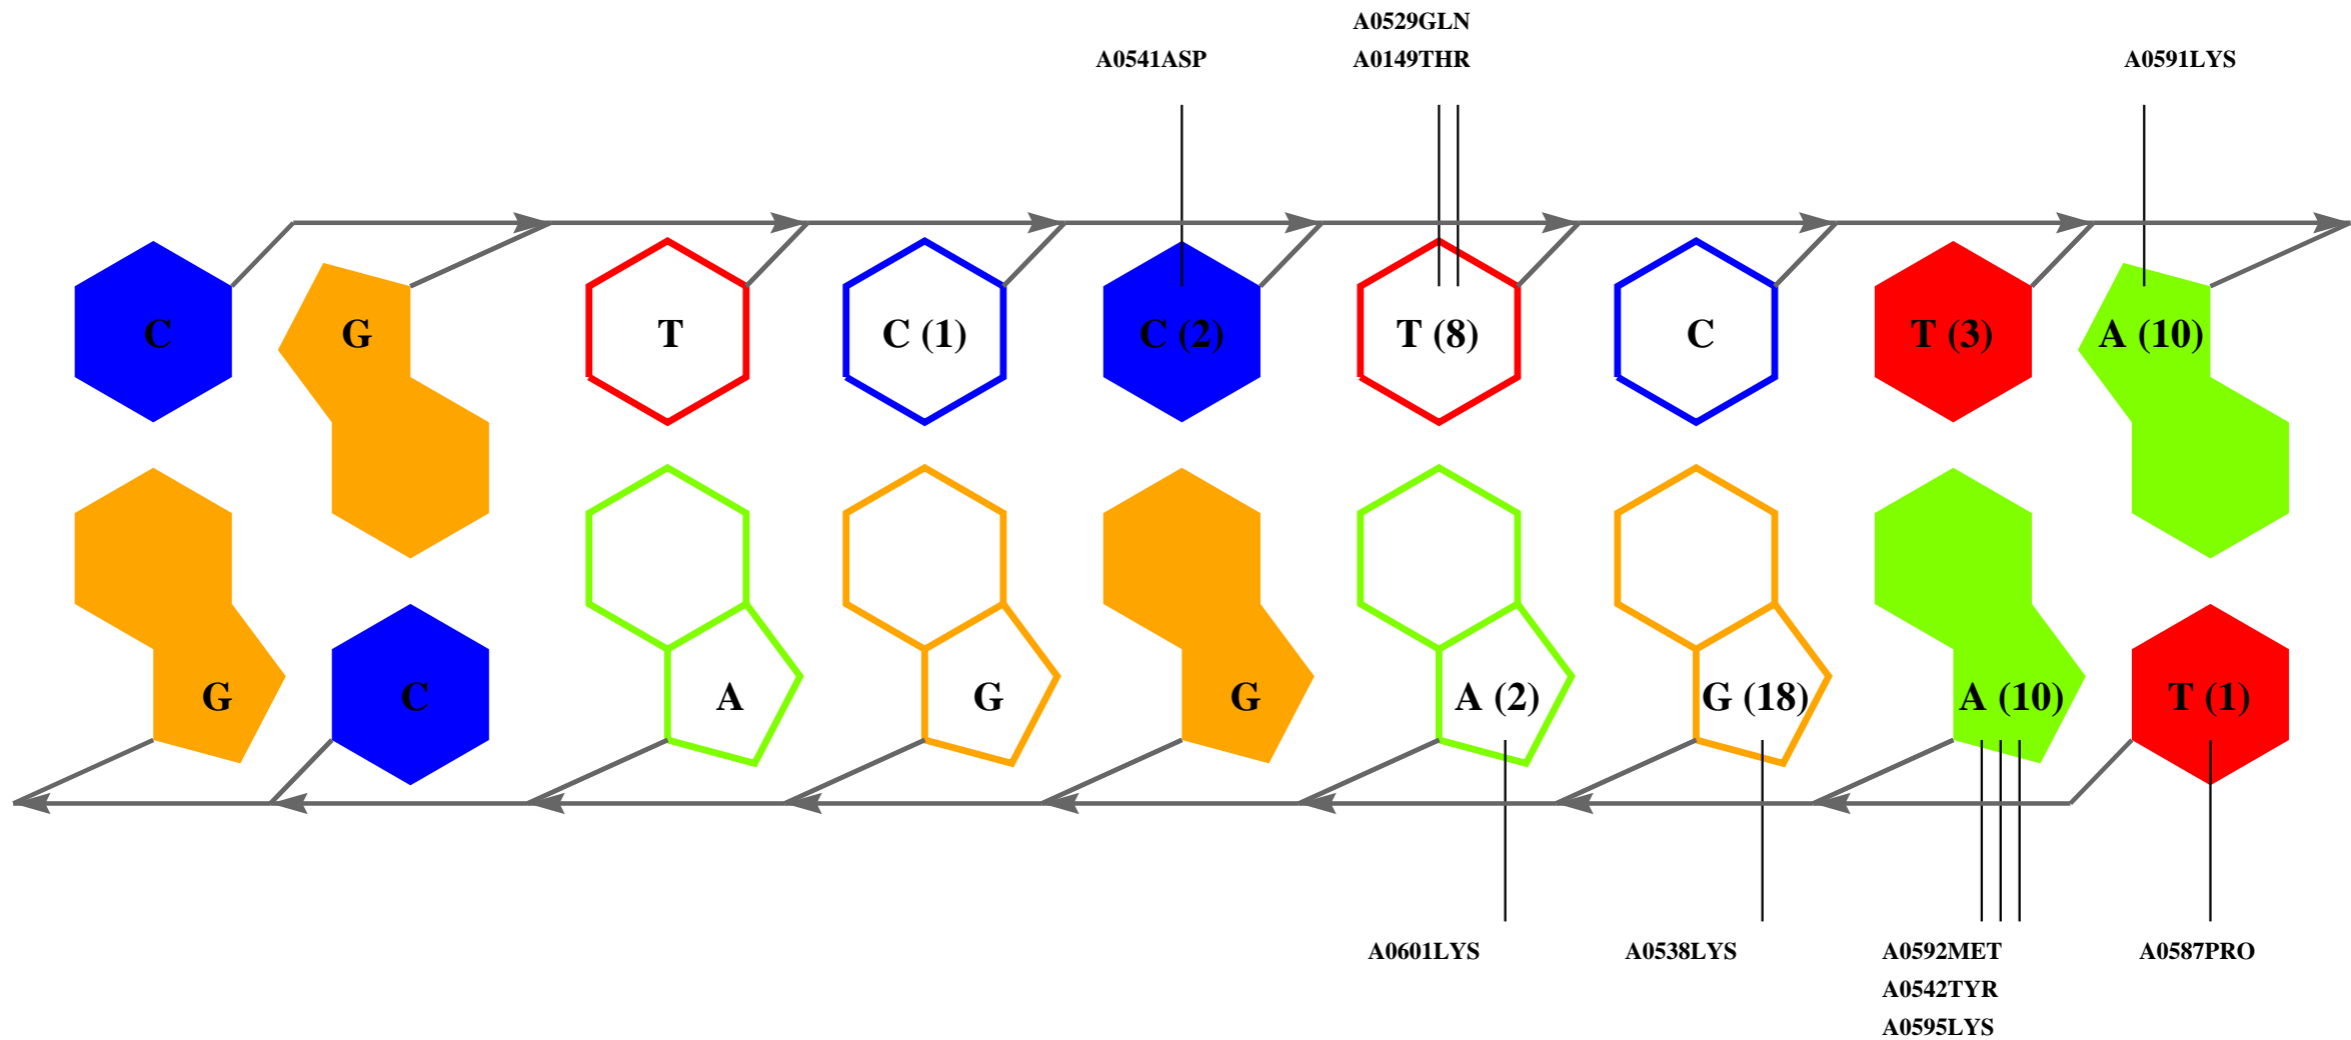 A0529GLN
A0541ASP A0149THR A0591LYS
C G T C (1) C (2) T (8) C T (3) A (10)
G C A G G A (2) G (18) A (10) T (1)
A0601LYS A0538LYS A0592MET A0587PRO
A0542TYR
A0595LYS